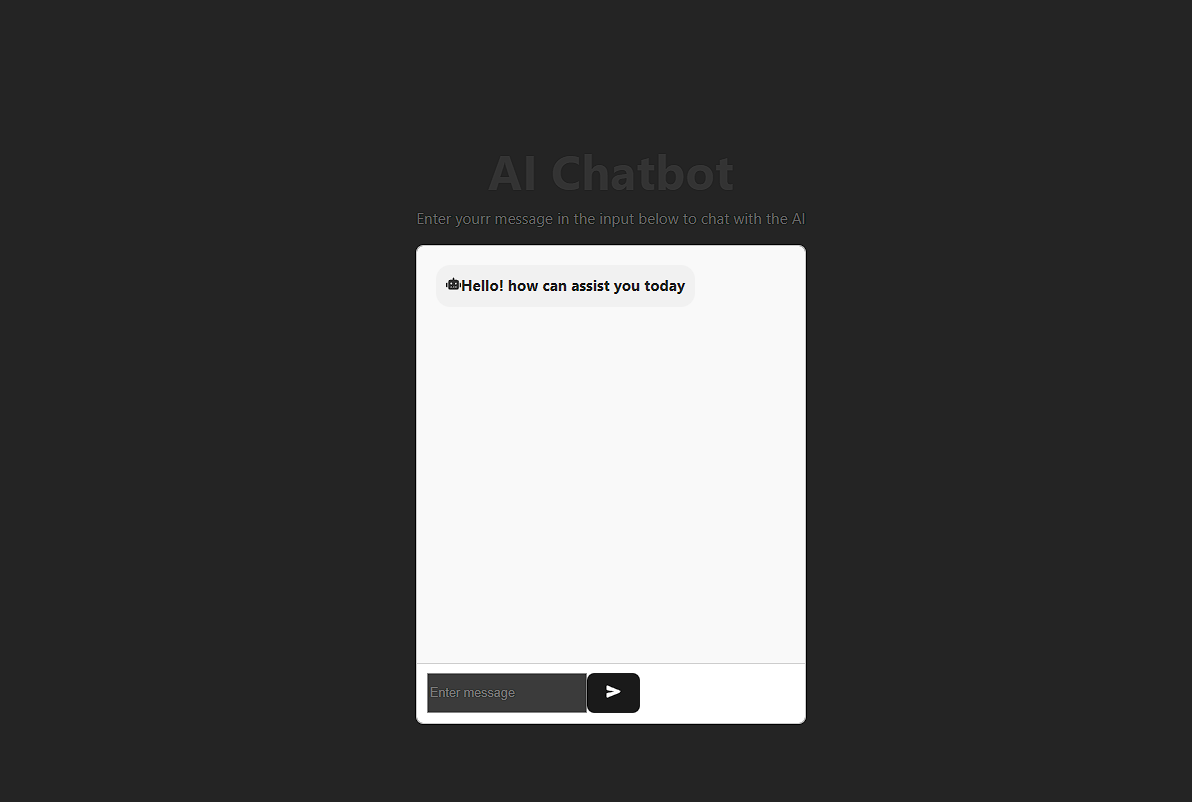 AI Chatbot
Enter yourr message in the input below to chat with the AI
Hello! how can assist you today
Enter message